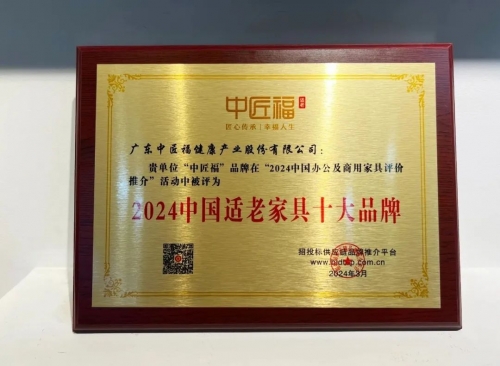 中匠福
匠心传承 | 幸福人生
广东中匠福健康产业股份有限公司：
贵单位“中匠福”品牌在“2024中国办公及商用家具评价
推介”活动中被评为
2024中国适老家具十大品牌
招投标供应链品牌推介平台
2024年3月